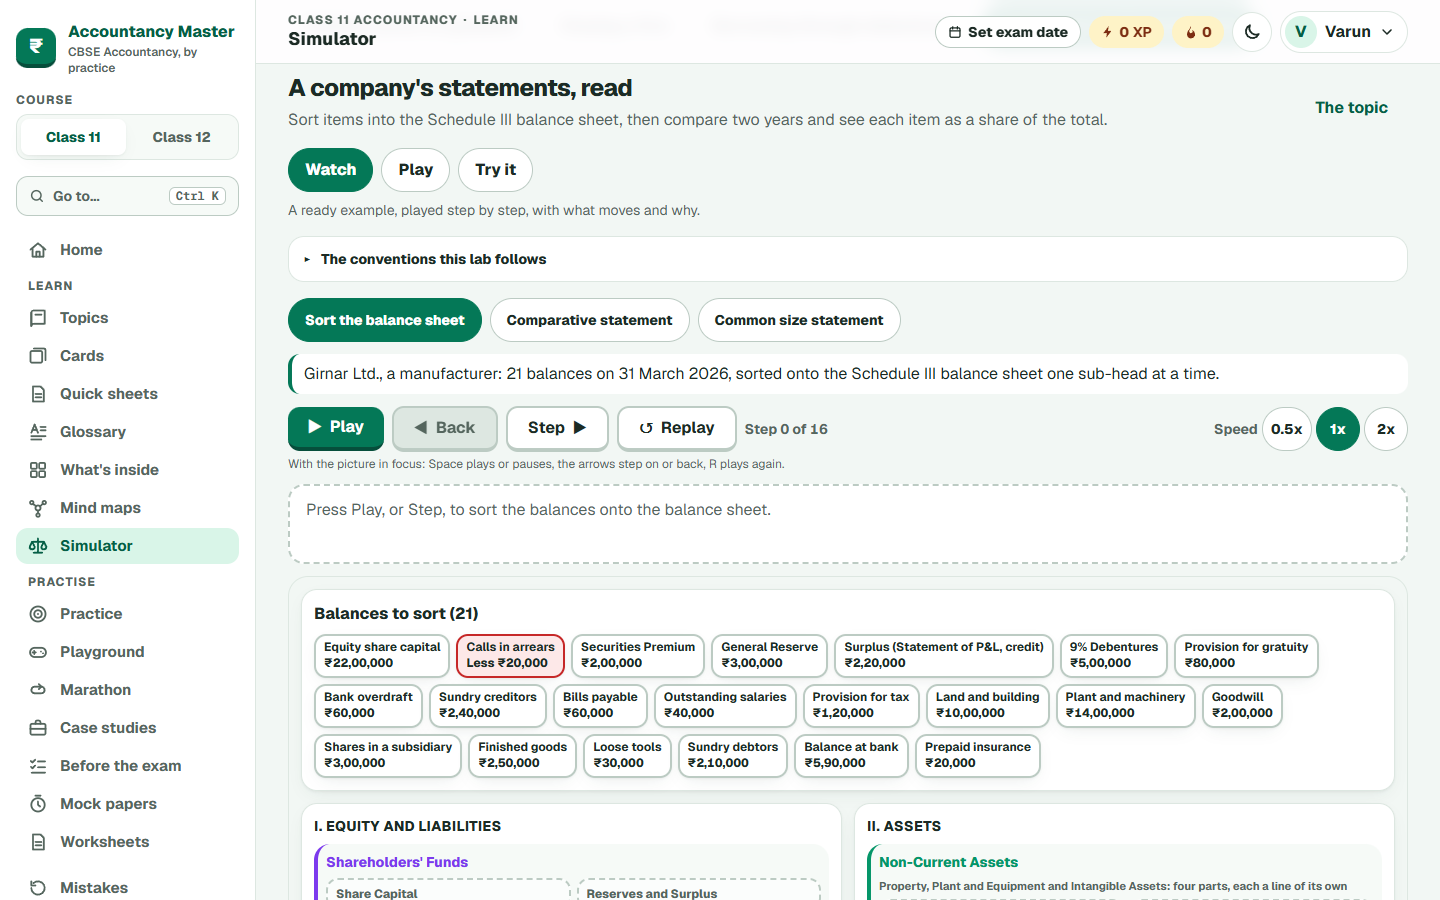 ₹
Accountancy Master
CBSE Accountancy, by
practice
COURSE
Class 11
Class 12
Go to...
Ctrl K
Home
LEARN
Topics
Cards
Quick sheets
Glossary
What's inside
Mind maps
Simulator
PRACTISE
Practice
Playground
Marathon
Case studies
Before the exam
Mock papers
Worksheets
Mistakes
CLASS 11 ACCOUNTANCY · LEARN
Simulator
Set exam date
0 XP
0
V
Varun
A company's statements, read
Sort items into the Schedule III balance sheet, then compare two years and see each item as a share of the total.
The topic
Watch
Play
Try it
A ready example, played step by step, with what moves and why.
▸ The conventions this lab follows
Sort the balance sheet
Comparative statement
Common size statement
Girnar Ltd., a manufacturer: 21 balances on 31 March 2026, sorted onto the Schedule III balance sheet one sub-head at a time.
▶ Play
◀ Back
Step ▶
↺ Replay
Step 0 of 16
Speed
0.5x
1x
2x
With the picture in focus: Space plays or pauses, the arrows step on or back, R plays again.
Press Play, or Step, to sort the balances onto the balance sheet.
Balances to sort (21)
Equity share capital
₹22,00,000
Calls in arrears
Less ₹20,000
Securities Premium
₹2,00,000
General Reserve
₹3,00,000
Surplus (Statement of P&L, credit)
₹2,20,000
9% Debentures
₹5,00,000
Provision for gratuity
₹80,000
Bank overdraft
₹60,000
Sundry creditors
₹2,40,000
Bills payable
₹60,000
Outstanding salaries
₹40,000
Provision for tax
₹1,20,000
Land and building
₹10,00,000
Plant and machinery
₹14,00,000
Goodwill
₹2,00,000
Shares in a subsidiary
₹3,00,000
Finished goods
₹2,50,000
Loose tools
₹30,000
Sundry debtors
₹2,10,000
Balance at bank
₹5,90,000
Prepaid insurance
₹20,000
I. EQUITY AND LIABILITIES
Shareholders' Funds
Share Capital
Reserves and Surplus
II. ASSETS
Non-Current Assets
Property, Plant and Equipment and Intangible Assets: four parts, each a line of its own